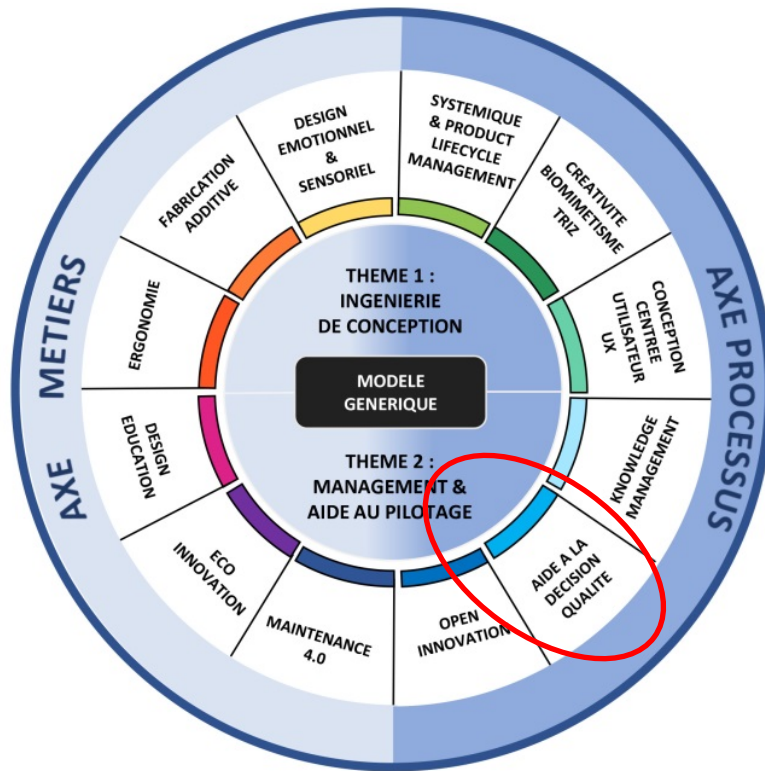 AXE METIERS
AXE PROCESSUS
DESIGN
EMOTIONNEL
&
SENSORIEL
SYSTEMIQUE
& PRODUCT
LIFECYCLE
MANAGEMENT
CREATIVITE
BIOMIMETISME
TRIZ
CONCEPTION
CENTREE
UTILISATEUR
UX
KNOWLEDGE
MANAGEMENT
AIDE A LA
DECISION
QUALITE
OPEN
INNOVATION
MAINTENANCE
4.0
ECO
INNOVATION
DESIGN
EDUCATION
ERGONOMIE
FABRICATION
ADDITIVE
THEME 1 :
INGENIERIE
DE CONCEPTION
MODELE
GENERIQUE
THEME 2 :
MANAGEMENT &
AIDE AU PILOTAGE